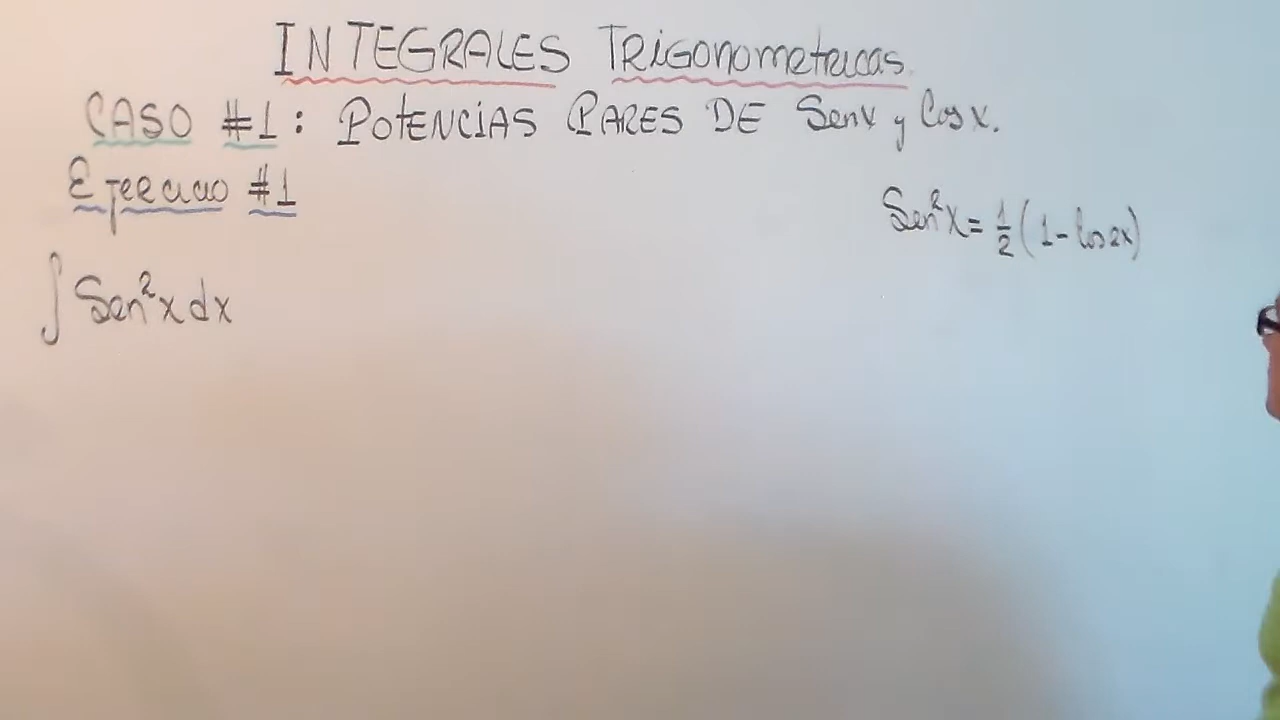 INTEGRALES TRIGONOMETRICAS.
CASO #1: POTENCIAS PARES DE Senx y Cosx.
EJERCICIO #1
Sen²x = 1/2 (1 - Cos2x)
∫ Sen²x dx